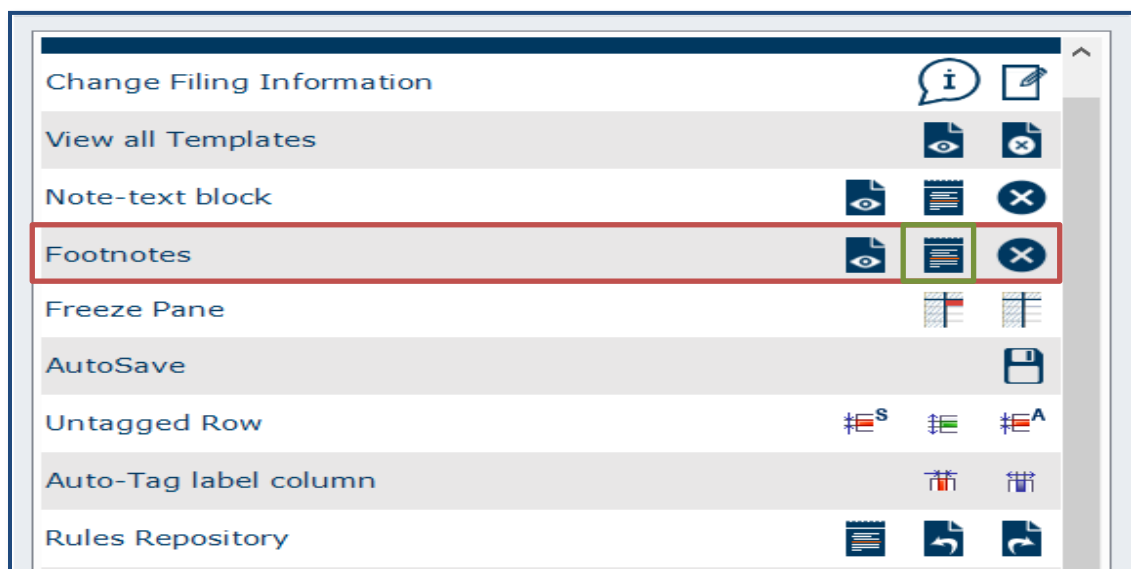 Change Filing Information i
View all Templates
Note-text block
Footnotes
Freeze Pane
AutoSave
Untagged Row S A
Auto-Tag label column
Rules Repository